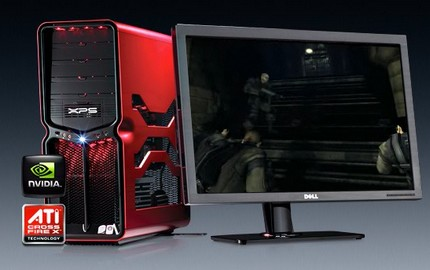 XPS
NVIDIA
ATI
CROSS
FIRE X
TECHNOLOGY
DELL